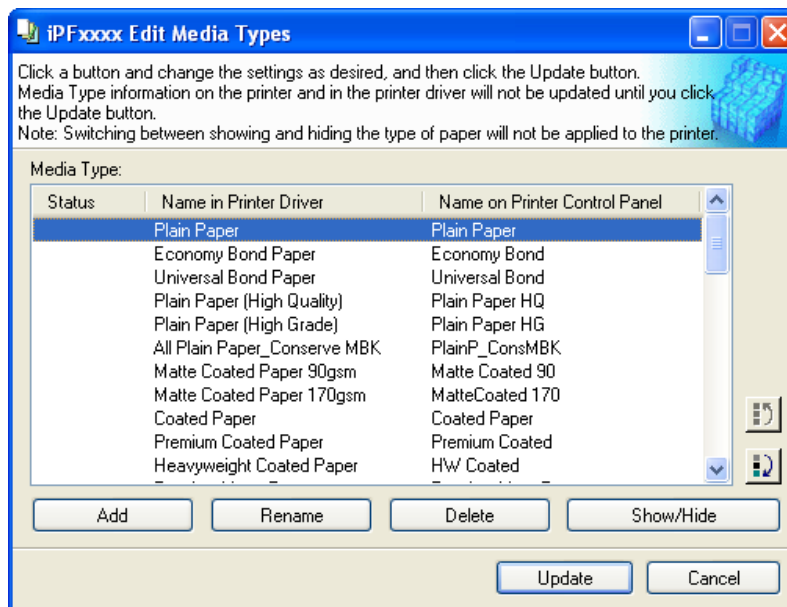 iPFxxxx Edit Media Types
Click a button and change the settings as desired, and then click the Update button.
Media Type information on the printer and in the printer driver will not be updated until you click
the Update button.
Note: Switching between showing and hiding the type of paper will not be applied to the printer.
Media Type:
Status Name in Printer Driver Name on Printer Control Panel
Plain Paper Plain Paper
Economy Bond Paper Economy Bond
Universal Bond Paper Universal Bond
Plain Paper (High Quality) Plain Paper HQ
Plain Paper (High Grade) Plain Paper HG
All Plain Paper_Conserve MBK PlainP_ConsMBK
Matte Coated Paper 90gsm Matte Coated 90
Matte Coated Paper 170gsm MatteCoated 170
Coated Paper Coated Paper
Premium Coated Paper Premium Coated
Heavyweight Coated Paper HW Coated
Add Rename Delete Show/Hide
Update Cancel